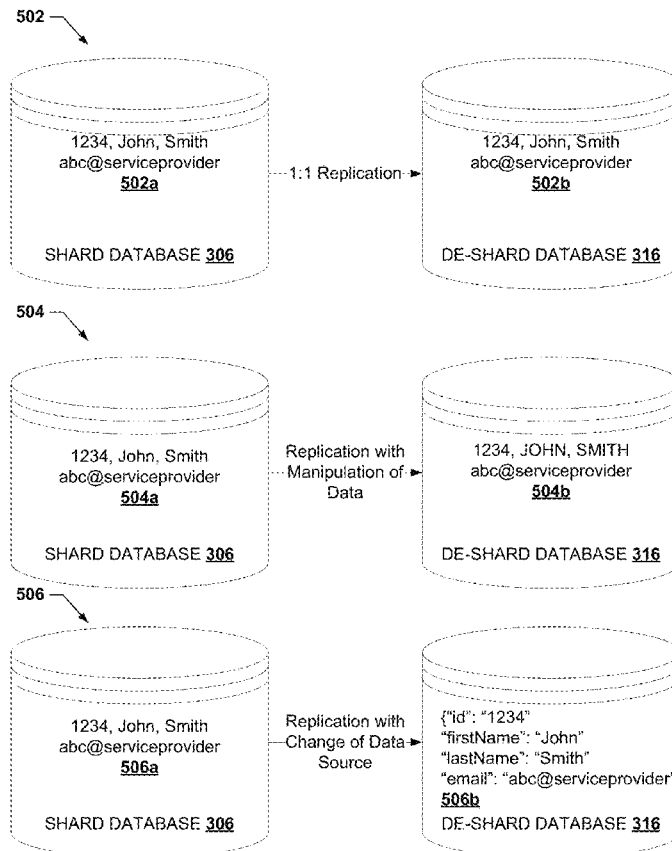 502
1234, John, Smith
abc@serviceprovider
502a
SHARD DATABASE 306
1:1 Replication
1234, John, Smith
abc@serviceprovider
502b
DE-SHARD DATABASE 316
504
1234, John, Smith
abc@serviceprovider
504a
SHARD DATABASE 306
Replication with
Manipulation of
Data
1234, JOHN, SMITH
abc@serviceprovider
504b
DE-SHARD DATABASE 316
506
1234, John, Smith
abc@serviceprovider
506a
SHARD DATABASE 306
Replication with
Change of Data
Source
{"id": "1234"
"firstName": "John"
"lastName": "Smith"
"email": "abc@serviceprovider"
506b
DE-SHARD DATABASE 316